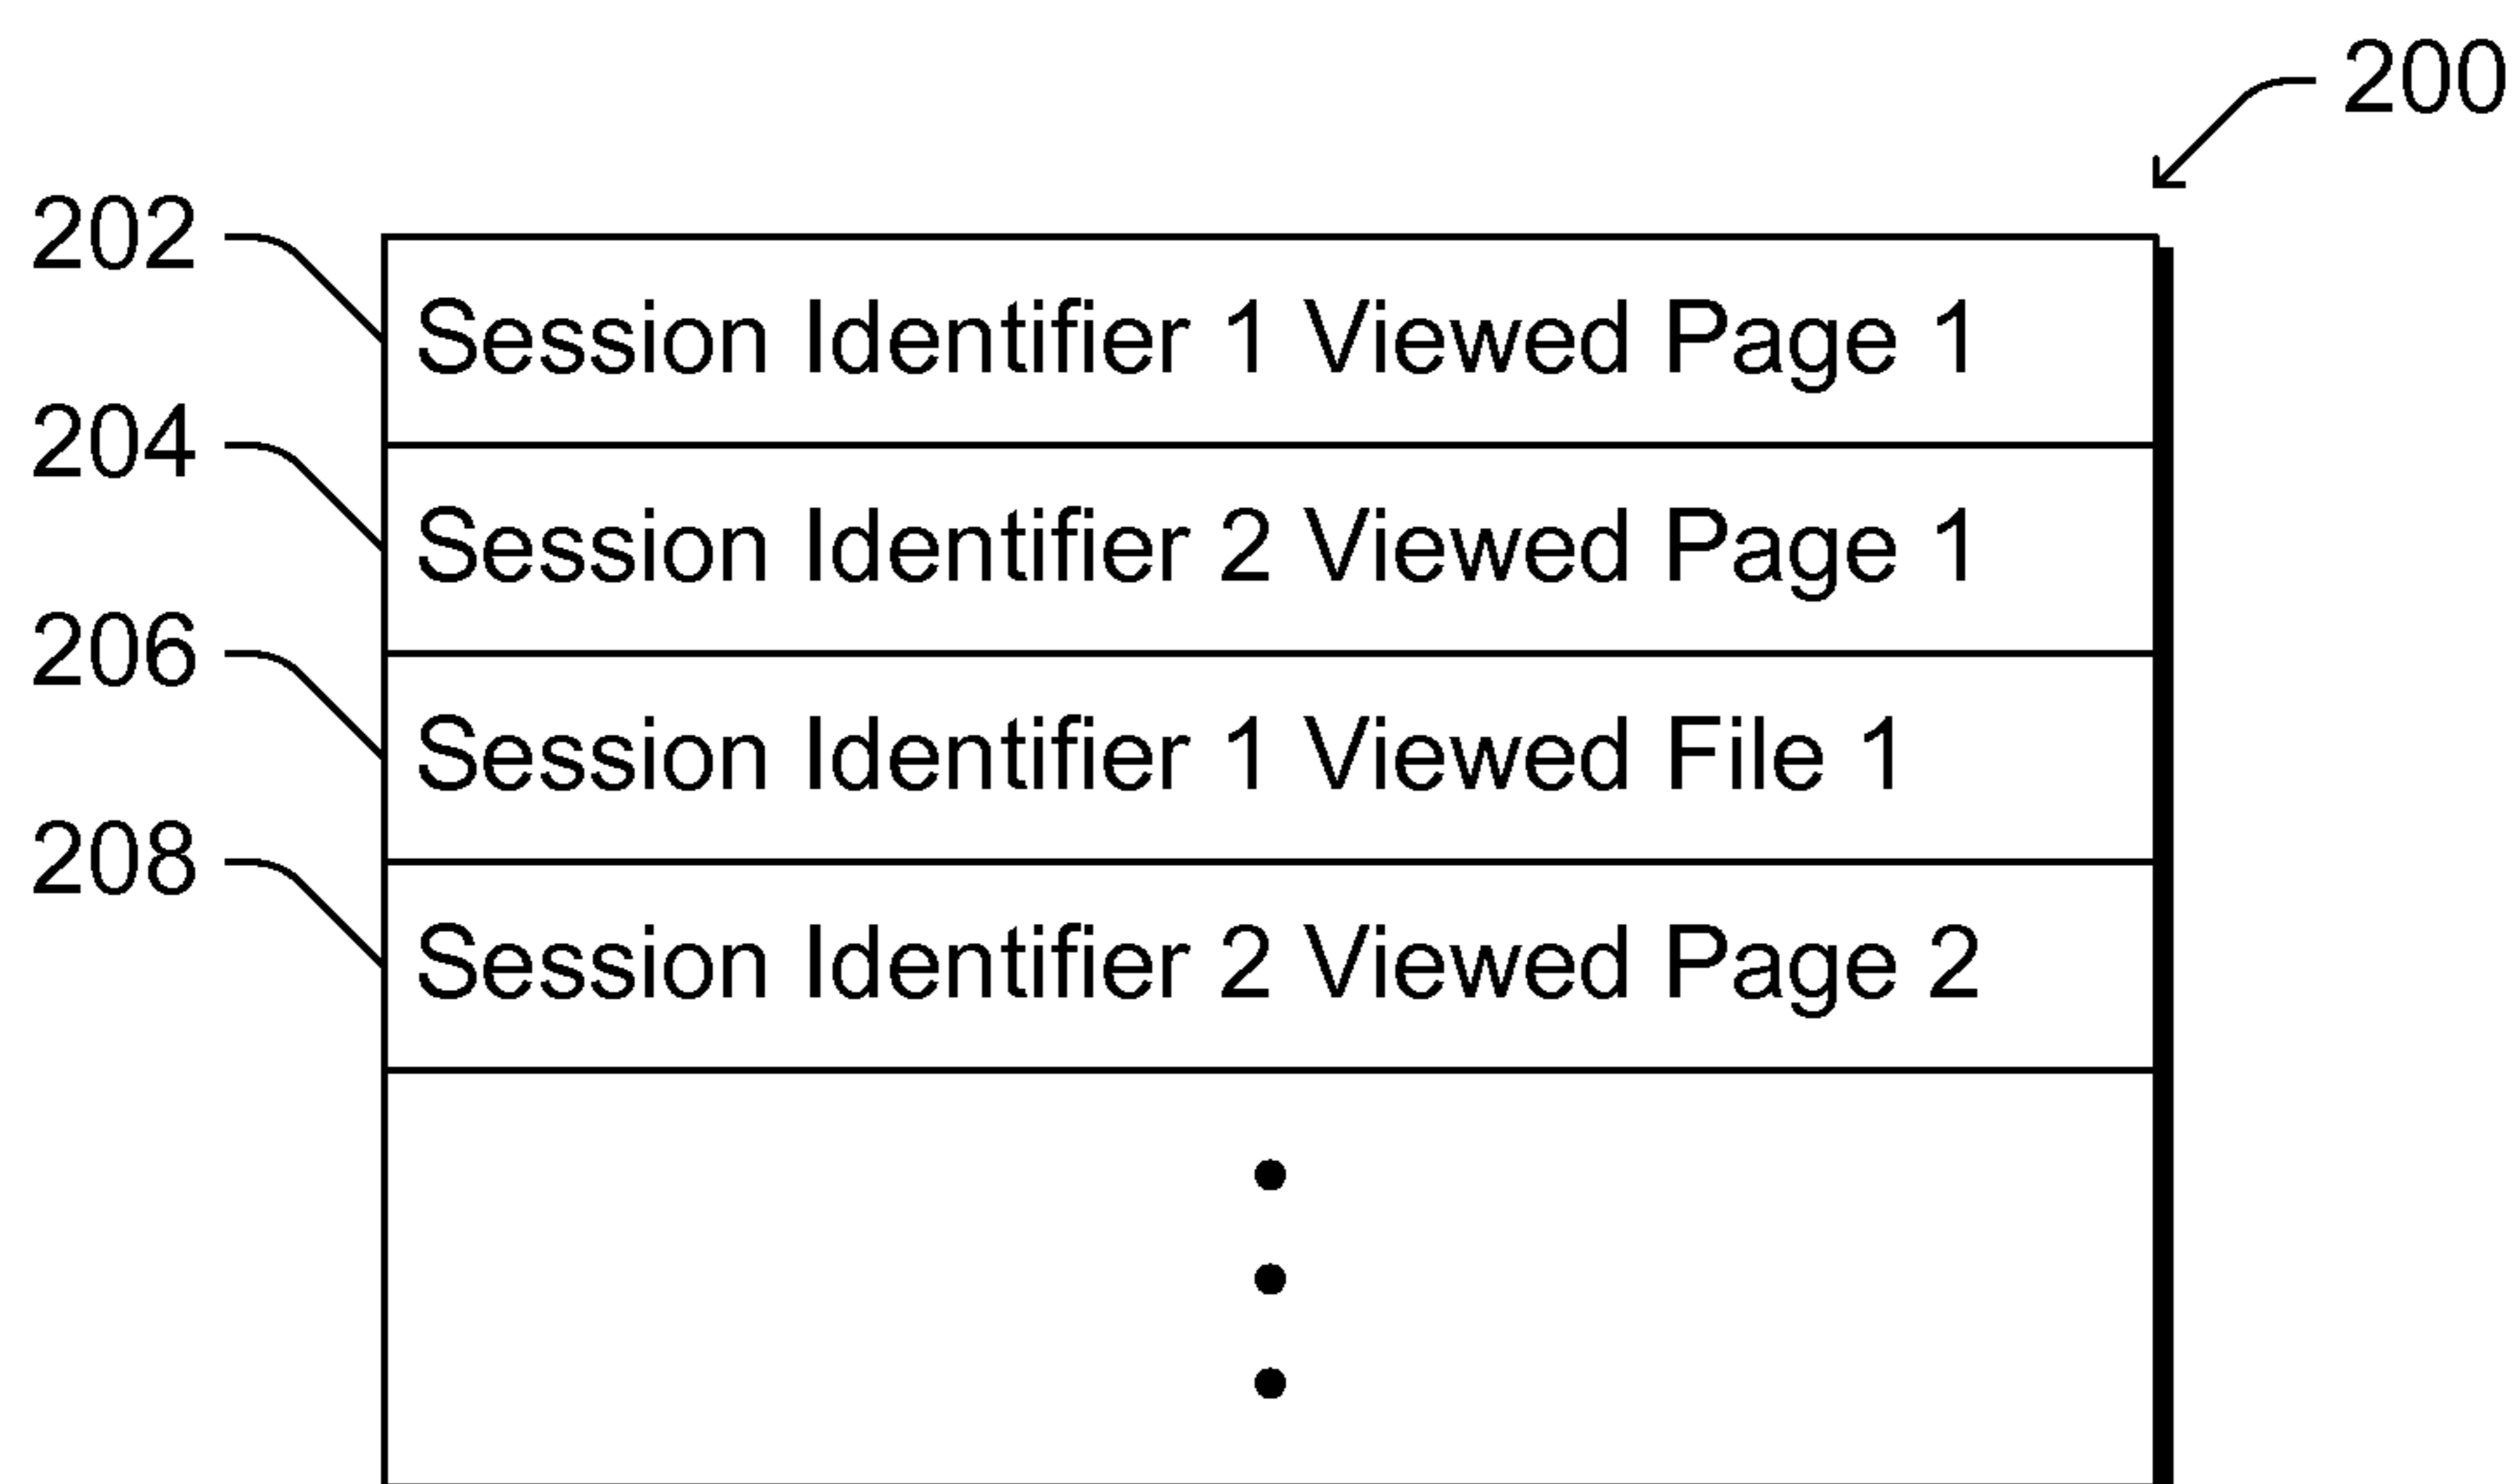 200
202
Session Identifier 1 Viewed Page 1
204
Session Identifier 2 Viewed Page 1
206
Session Identifier 1 Viewed File 1
208
Session Identifier 2 Viewed Page 2